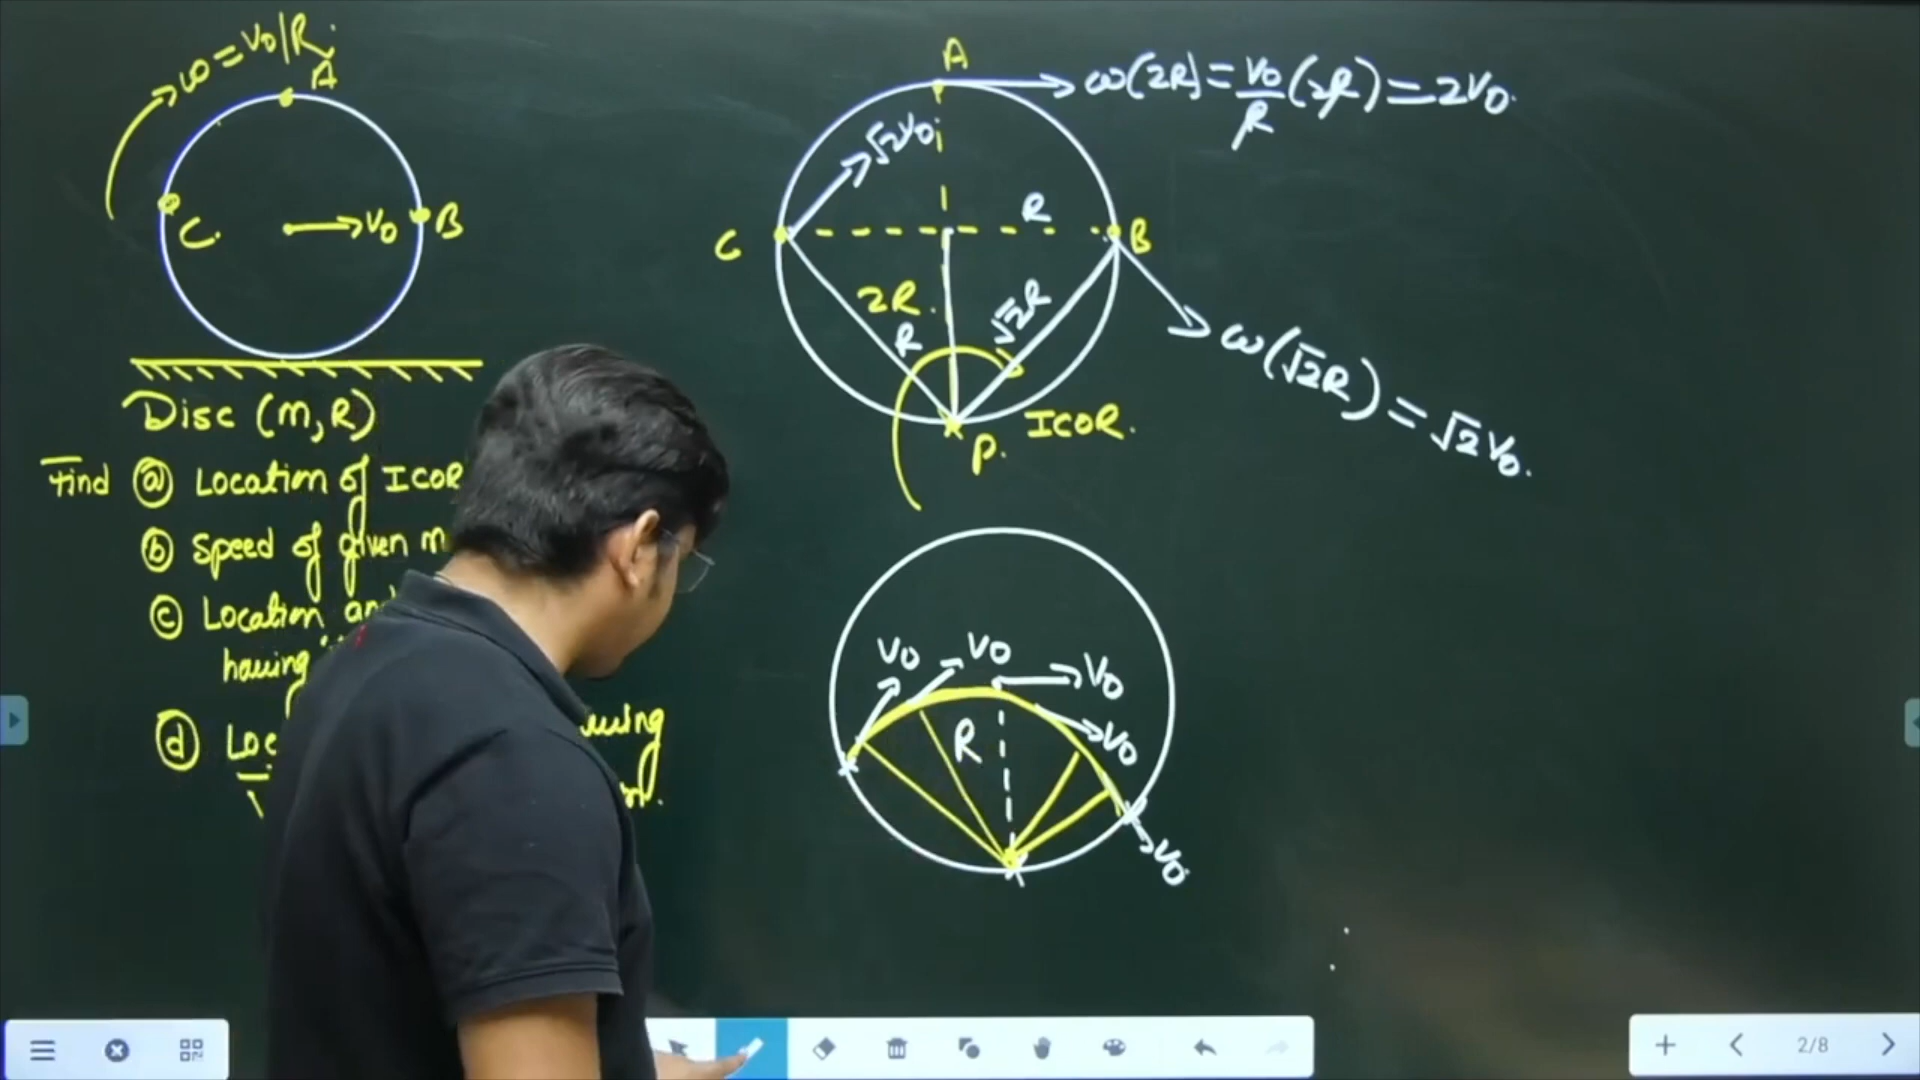 ω = V₀/R.
A
C.
V₀
B
Disc (m,R)
Find (a) Location of ICOR
(b) Speed of given m
(c) Location and
having
(d) Loc
A
ω(2R) = V₀/R (2R) = 2V₀.
√2V₀
C
R
B
2R.
R
√2R
ω(√2R) = √2V₀.
ICOR.
P.
V₀
V₀
V₀
R
V₀
V₀
2/8